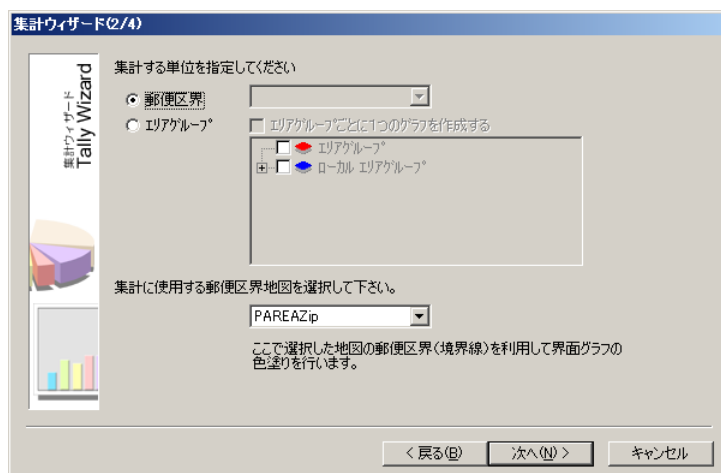 集計ウィザード(2/4)
集計ウィザード
Tally Wizard
集計する単位を指定してください
郵便区界
エリアグループ
エリアグループごとに1つのグラフを作成する
エリアグループ
ローカル エリアグループ
集計に使用する郵便区界地図を選択して下さい。
PAREAZip
ここで選択した地図の郵便区界(境界線)を利用して界面グラフの
色塗りを行います。
< 戻る(B)
次へ(N) >
キャンセル